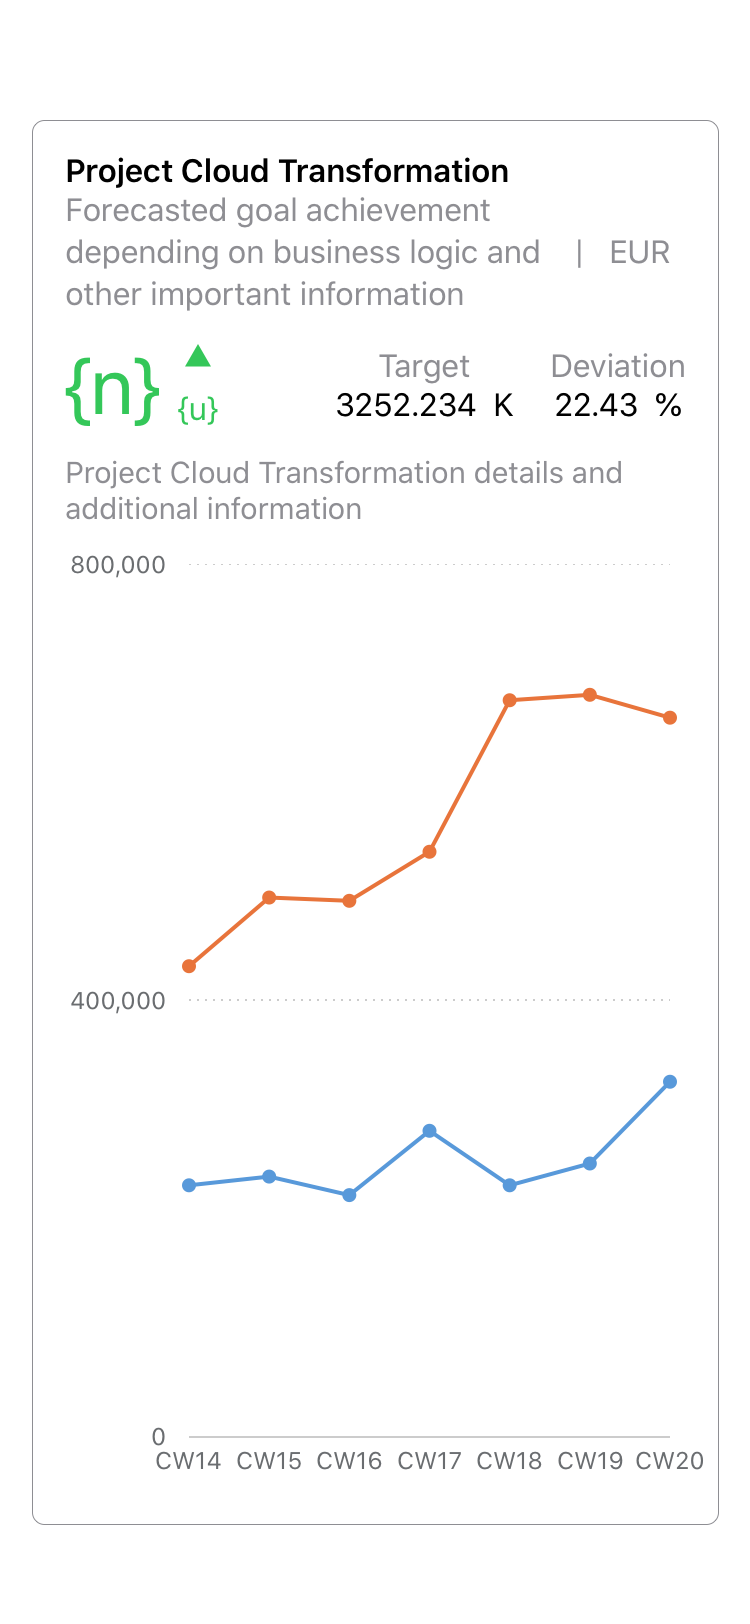 Project Cloud Transformation
Forecasted goal achievement
depending on business logic and | EUR
other important information
{n} ▲ {u}
Target Deviation
3252.234 K 22.43 %
Project Cloud Transformation details and
additional information
800,000
400,000
0
CW14 CW15 CW16 CW17 CW18 CW19 CW20